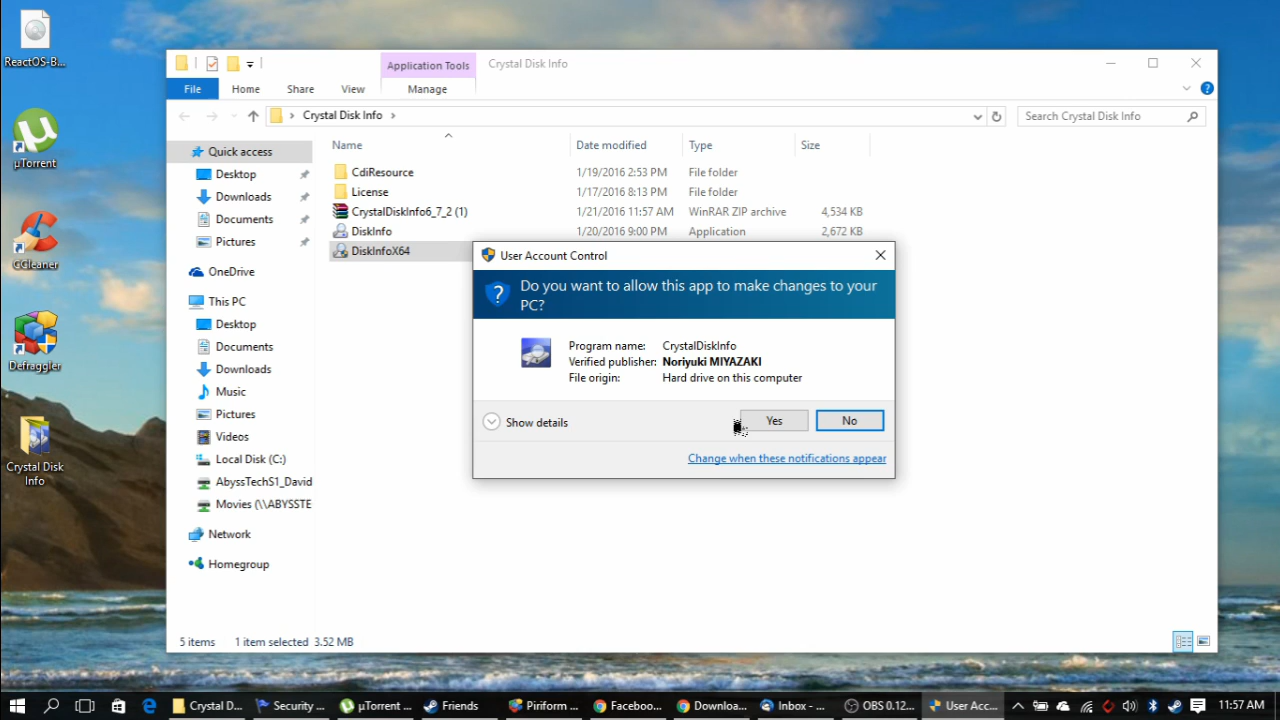 ReactOS-B...
µTorrent
CCleaner
Defraggler
Crystal Disk
Info
Application Tools
Crystal Disk Info
File
Home
Share
View
Manage
Crystal Disk Info
Search Crystal Disk Info
Name
Date modified
Type
Size
Quick access
Desktop
Downloads
Documents
Pictures
OneDrive
This PC
Desktop
Documents
Downloads
Music
Pictures
Videos
Local Disk (C:)
AbyssTechS1_David
Movies (\\ABYSSTE
Network
Homegroup
CdiResource 1/19/2016 2:53 PM File folder
License 1/17/2016 8:13 PM File folder
CrystalDiskInfo6_7_2 (1) 1/21/2016 11:57 AM WinRAR ZIP archive 4,534 KB
DiskInfo 1/20/2016 9:00 PM Application 2,672 KB
DiskInfoX64
User Account Control
Do you want to allow this app to make changes to your
PC?
Program name: CrystalDiskInfo
Verified publisher: Noriyuki MIYAZAKI
File origin: Hard drive on this computer
Show details
Yes
No
Change when these notifications appear
5 items 1 item selected 3.52 MB
Crystal D...
Security ...
µTorrent ...
Friends
Piriform ...
Faceboo...
Downloa...
Inbox - ...
OBS 0.12...
User Acc...
11:57 AM